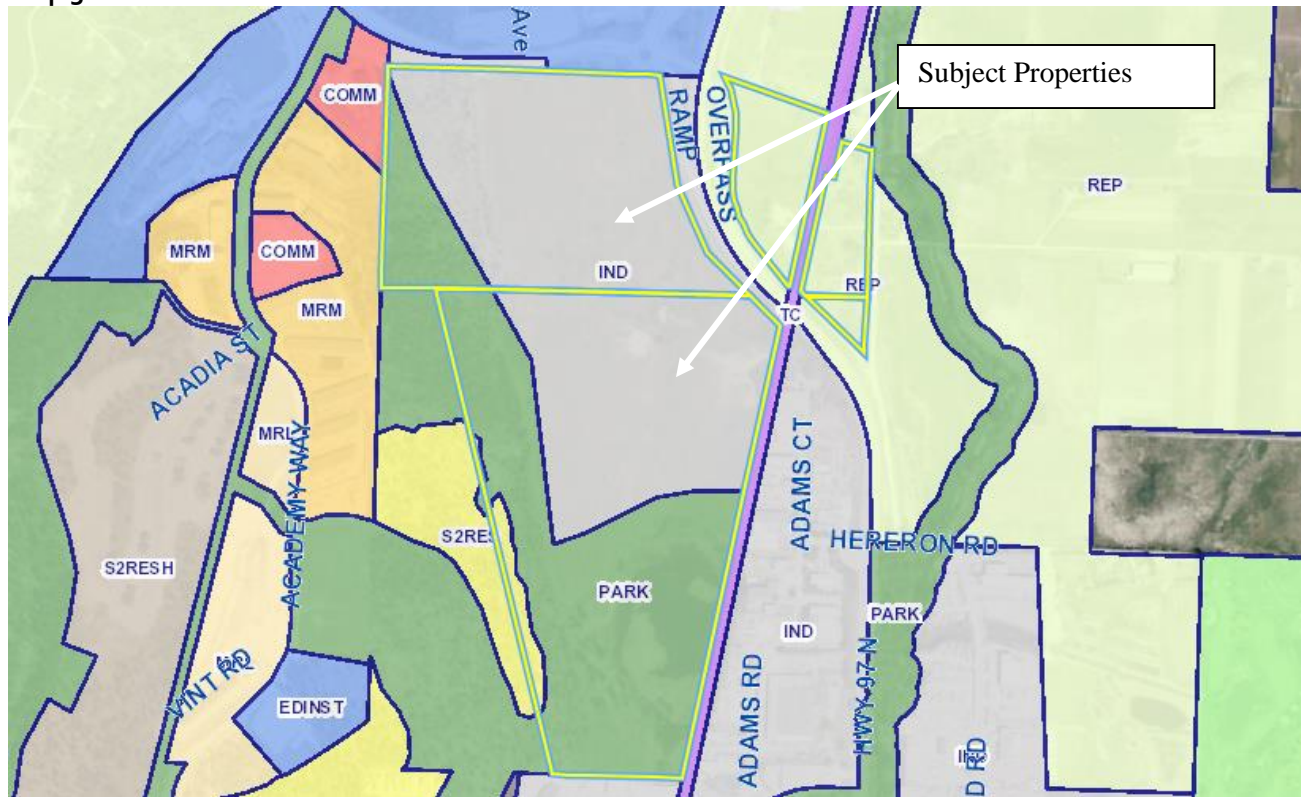 Ave
Subject Properties
COMM
RAMP
OVERPASS
REP
MRM
COMM
IND
REP
MRM
TC
ACADIA ST
MRL
ACADEMY WAY
ADAMS CT
S2RES
HERERON RD
S2RESH
PARK
PARK
IND
VINT RD
EDINST
ADAMS RD
HWY 97 N
D RD